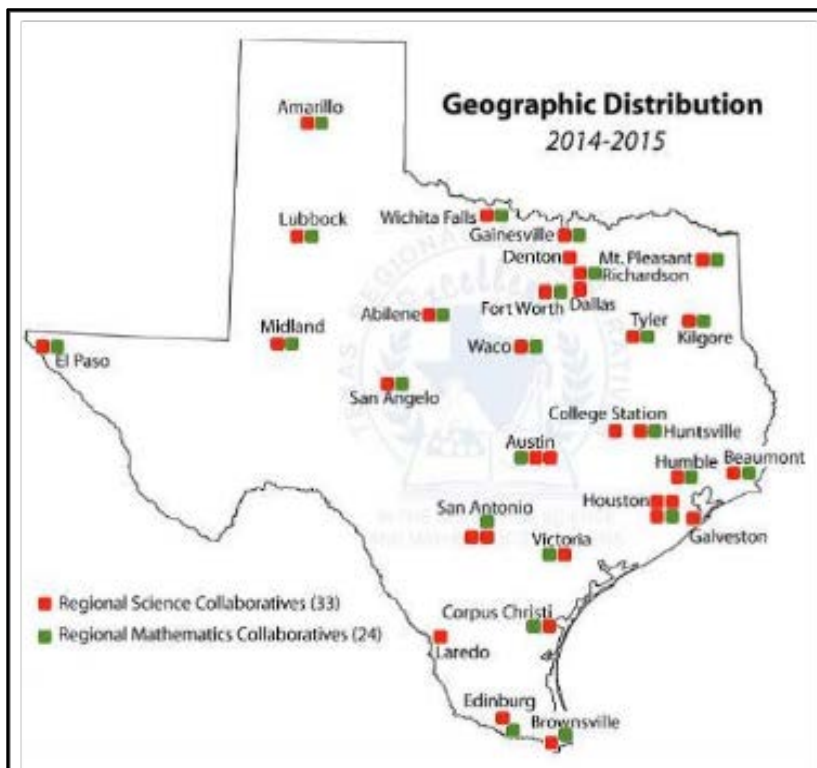 Geographic Distribution
2014-2015
Amarillo
Lubbock
Wichita Falls
Gainesville
Denton
Mt. Pleasant
Richardson
Fort Worth
Dallas
Abilene
Midland
Tyler
Kilgore
Waco
El Paso
San Angelo
College Station
Huntsville
Austin
Humble
Beaumont
Houston
San Antonio
Galveston
Victoria
Regional Science Collaboratives (33)
Regional Mathematics Collaboratives (24)
Corpus Christi
Laredo
Edinburg
Brownsville